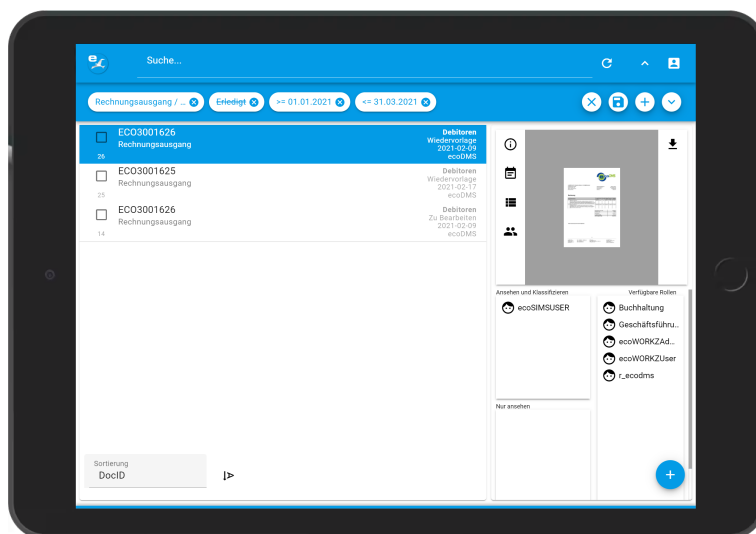 Suche...
Rechnungsausgang / ...
Erledigt
>= 01.01.2021
<= 31.03.2021
ECO3001626
Rechnungsausgang
26
Debitoren
Wiedervorlage
2021-02-09
ecoDMS
ECO3001625
Rechnungsausgang
25
Debitoren
Wiedervorlage
2021-02-17
ecoDMS
ECO3001626
Rechnungsausgang
14
Debitoren
Zu Bearbeiten
2021-02-09
ecoDMS
Sortierung
DocID
Ansehen und Klassifizieren
ecoSIMSUSER
Nur ansehen
Verfügbare Rollen
Buchhaltung
Geschäftsführu...
ecoWORKZAd...
ecoWORKZUser
r_ecodms